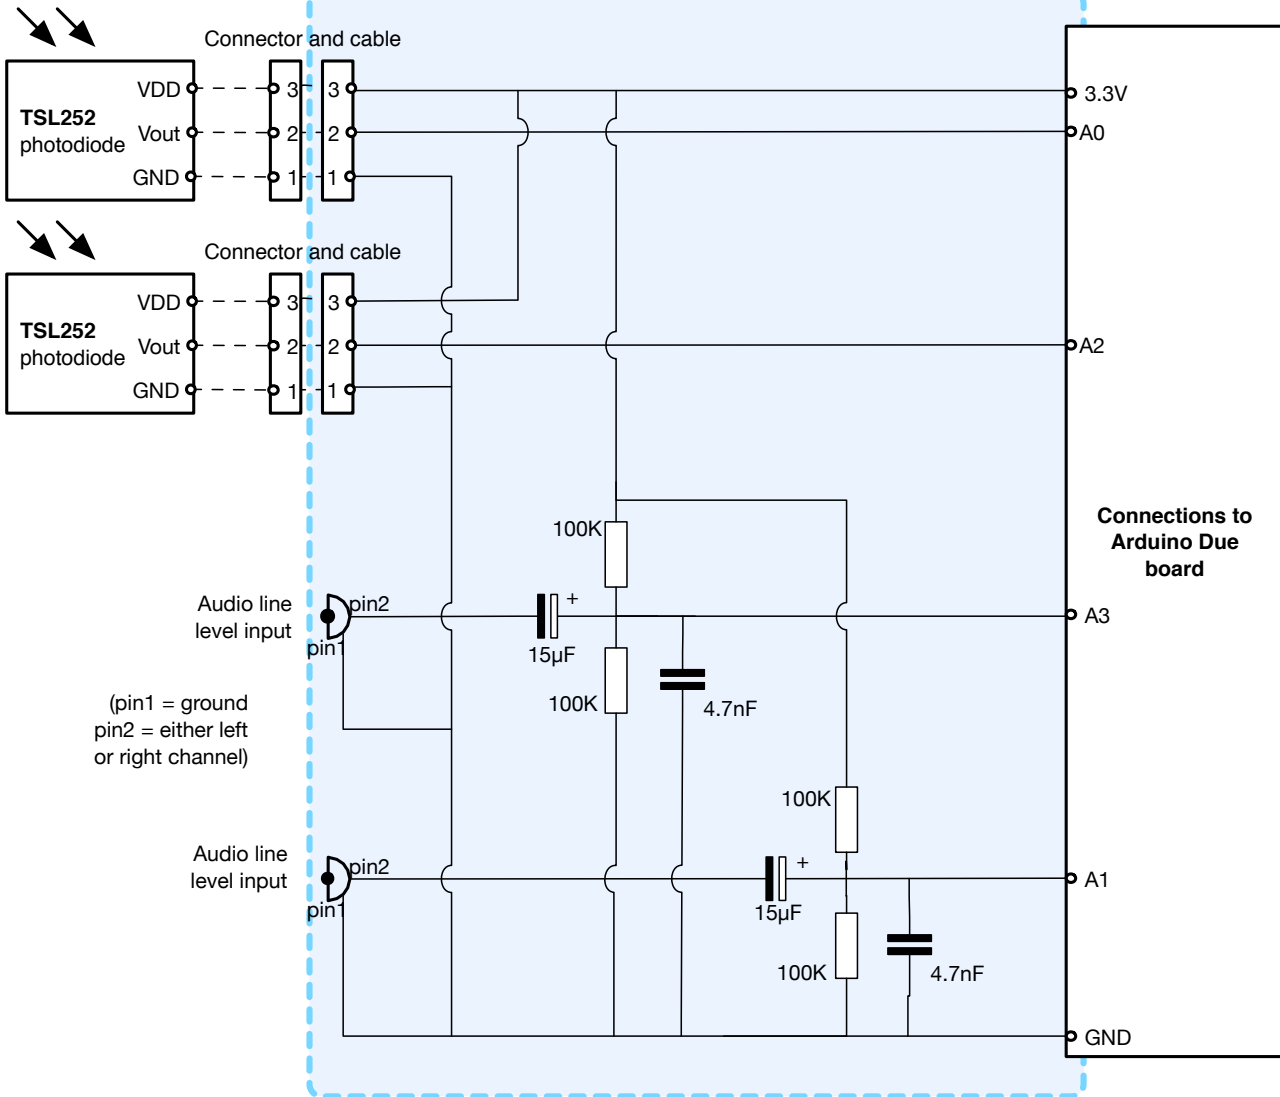 Connector and cable
TSL252
photodiode
VDD
Vout
GND
3
2
1
3
2
1
3.3V
A0
Connector and cable
TSL252
photodiode
VDD
Vout
GND
3
2
1
3
2
1
A2
Connections to
Arduino Due
board
100K
Audio line
level input
pin2
pin1
+
15µF
A3
100K
4.7nF
(pin1 = ground
pin2 = either left
or right channel)
100K
Audio line
level input
pin2
pin1
+
15µF
A1
100K
4.7nF
GND